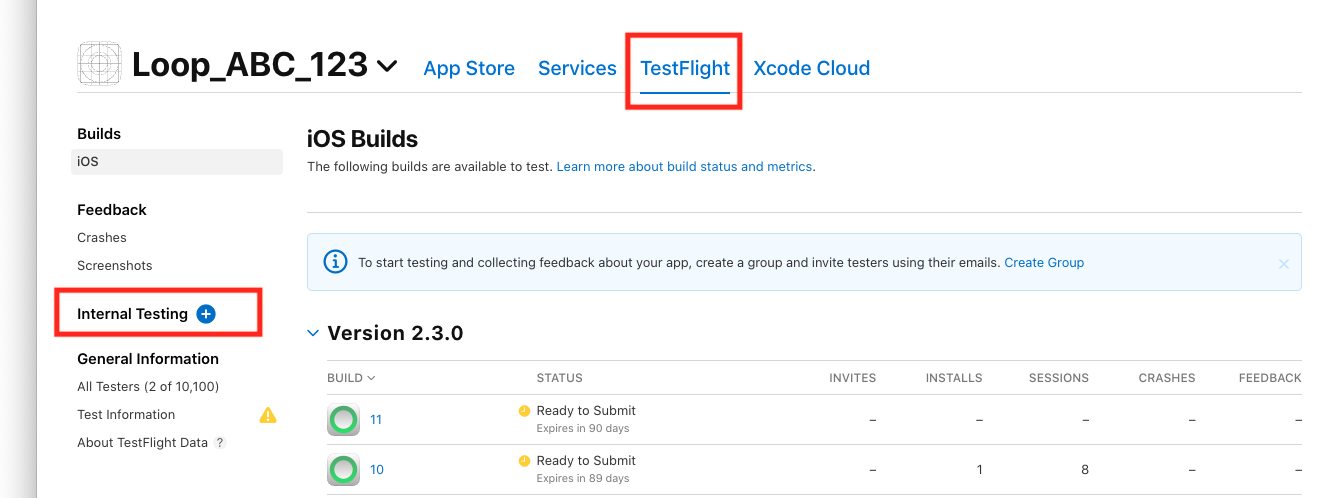 Loop_ABC_123 App Store Services TestFlight Xcode Cloud
Builds
iOS
Feedback
Crashes
Screenshots
Internal Testing
General Information
All Testers (2 of 10,100)
Test Information
About TestFlight Data ?
iOS Builds
The following builds are available to test. Learn more about build status and metrics.
To start testing and collecting feedback about your app, create a group and invite testers using their emails. Create Group
Version 2.3.0
BUILD STATUS INVITES INSTALLS SESSIONS CRASHES FEEDBACK
11 Ready to Submit – – – – –
Expires in 90 days
10 Ready to Submit – 1 8 – –
Expires in 89 days